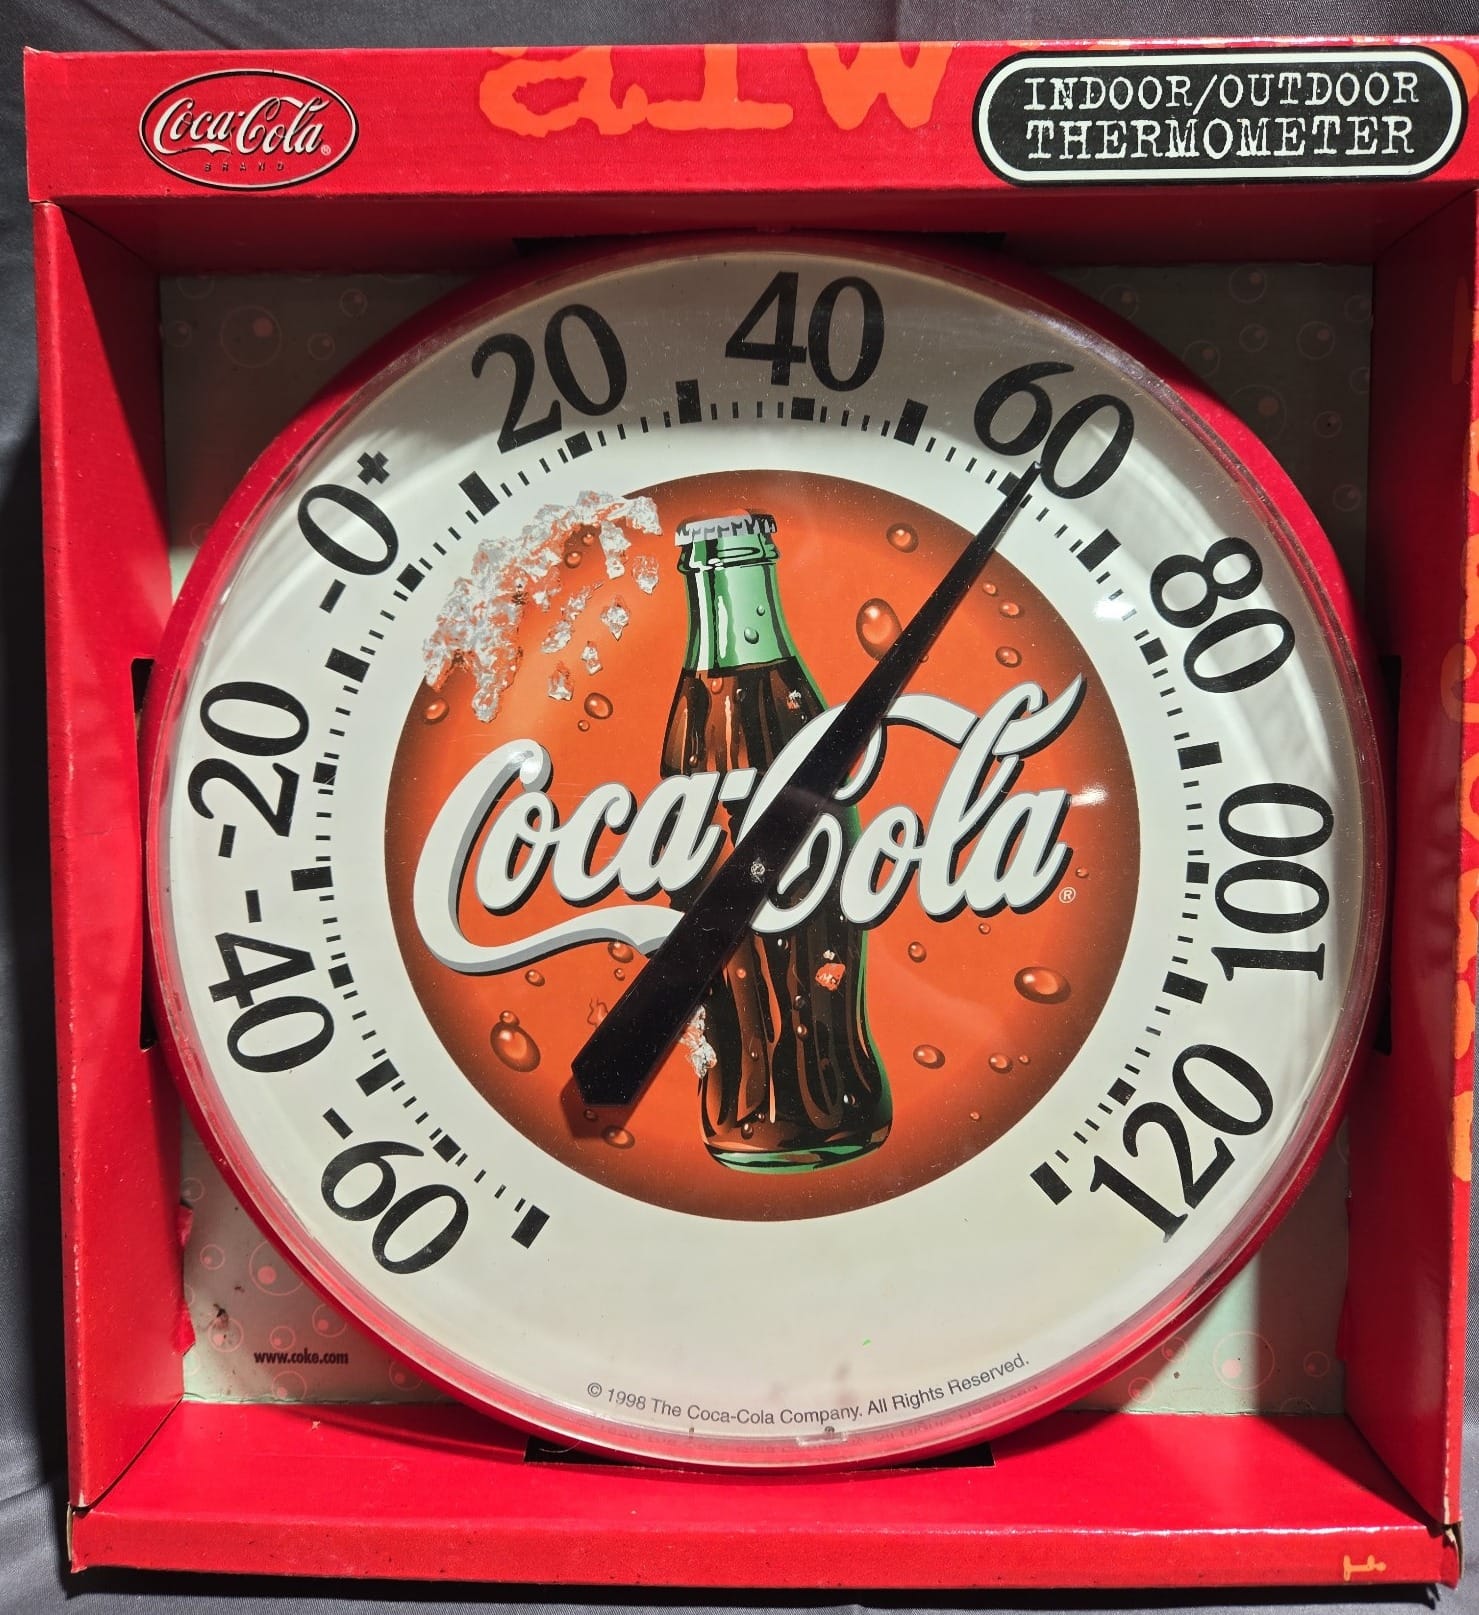 Coca-Cola®
BRAND
INDOOR/OUTDOOR
THERMOMETER
-60
-40
-20
-0+
20
40
60
80
100
120
Coca-Cola®
www.coke.com
© 1998 The Coca-Cola Company. All Rights Reserved.